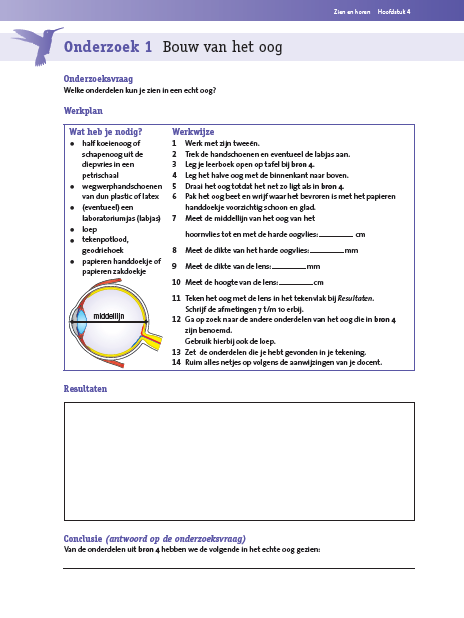 Zien en horen Hoofdstuk 4
Onderzoek 1 Bouw van het oog
Onderzoeksvraag
Welke onderdelen kun je zien in een echt oog?
Werkplan
Wat heb je nodig?
• half koeienoog of
schapenoog uit de
diepvries in een
petrischaal
• wegwerphandschoenen
van dun plastic of latex
• (eventueel) een
laboratoriumjas (labjas)
• loep
• tekenpotlood,
geodriehoek
• papieren handdoekje of
papieren zakdoekje
middellijn
Werkwijze
1 Werk met zijn tweeën.
2 Trek de handschoenen en eventueel de labjas aan.
3 Leg je leerboek open op tafel bij bron 4.
4 Leg het halve oog met de binnenkant naar boven.
5 Draai het oog totdat het net zo ligt als in bron 4.
6 Pak het oog beet en wrijf waar het bevroren is met het papieren
handdoekje voorzichtig schoon en glad.
7 Meet de middellijn van het oog van het
hoornvlies tot en met de harde oogvlies: ________ cm
8 Meet de dikte van het harde oogvlies: ________ mm
9 Meet de dikte van de lens: ________ mm
10 Meet de hoogte van de lens: ________ cm
11 Teken het oog met de lens in het tekenvlak bij Resultaten.
Schrijf de afmetingen 7 t/m 10 erbij.
12 Ga op zoek naar de andere onderdelen van het oog die in bron 4
zijn benoemd.
Gebruik hierbij ook de loep.
13 Zet de onderdelen die je hebt gevonden in je tekening.
14 Ruim alles netjes op volgens de aanwijzingen van je docent.
Resultaten
Conclusie (antwoord op de onderzoeksvraag)
Van de onderdelen uit bron 4 hebben we de volgende in het echte oog gezien: